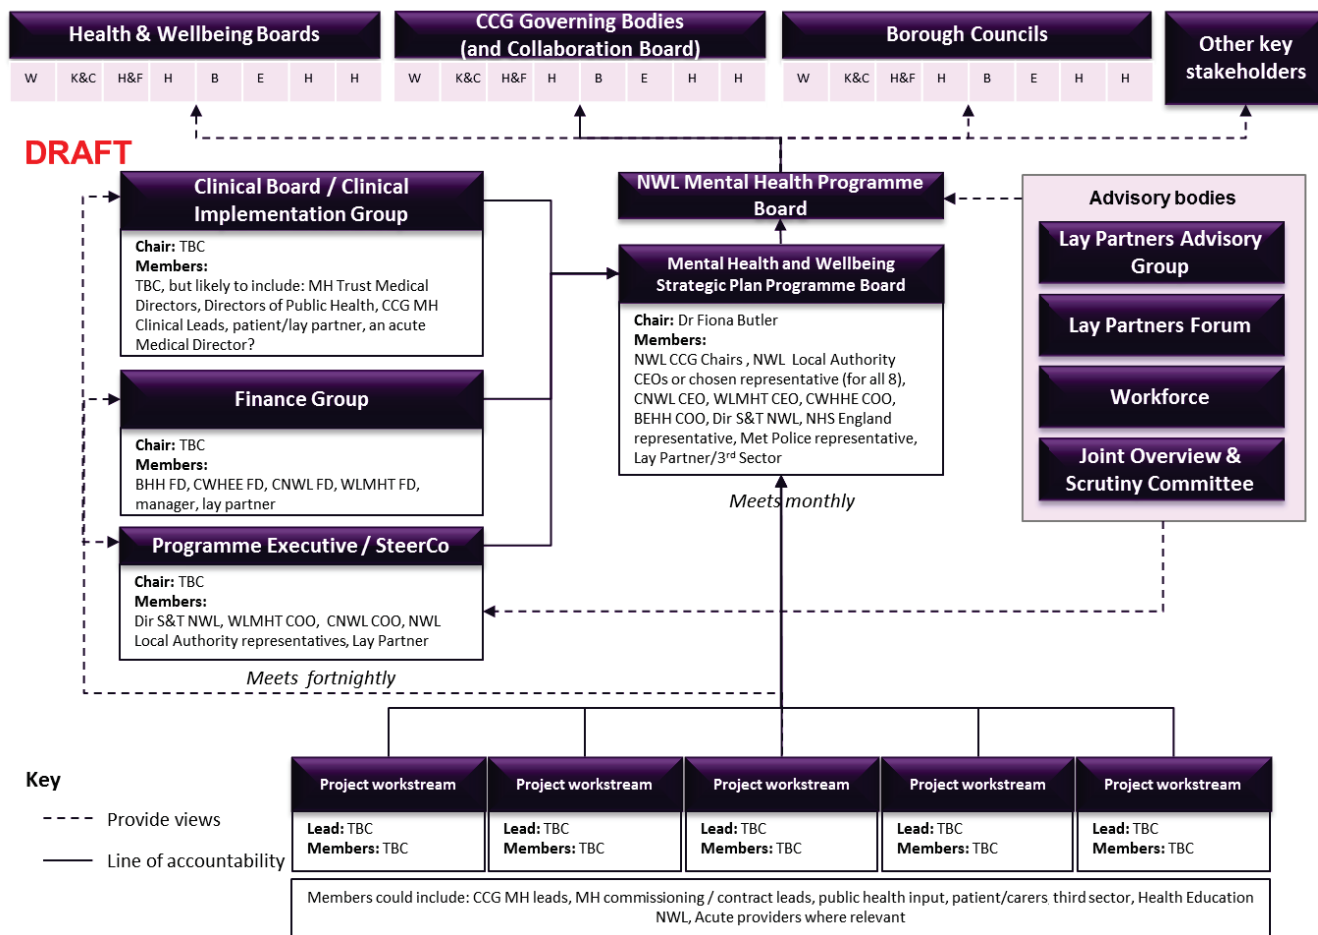 Health & Wellbeing Boards
W K&C H&F H B E H H
CCG Governing Bodies
(and Collaboration Board)
W K&C H&F H B E H H
Borough Councils
W K&C H&F H B E H H
Other key
stakeholders
DRAFT
Clinical Board / Clinical
Implementation Group
Chair: TBC
Members:
TBC, but likely to include: MH Trust Medical
Directors, Directors of Public Health, CCG MH
Clinical Leads, patient/lay partner, an acute
Medical Director?
Finance Group
Chair: TBC
Members:
BHH FD, CWHEE FD, CNWL FD, WLMHT FD,
manager, lay partner
Programme Executive / SteerCo
Chair: TBC
Members:
Dir S&T NWL, WLMHT COO, CNWL COO, NWL
Local Authority representatives, Lay Partner
Meets fortnightly
NWL Mental Health Programme
Board
Mental Health and Wellbeing
Strategic Plan Programme Board
Chair: Dr Fiona Butler
Members:
NWL CCG Chairs , NWL Local Authority
CEOs or chosen representative (for all 8),
CNWL CEO, WLMHT CEO, CWHHE COO,
BEHH COO, Dir S&T NWL, NHS England
representative, Met Police representative,
Lay Partner/3rd Sector
Meets monthly
Advisory bodies
Lay Partners Advisory
Group
Lay Partners Forum
Workforce
Joint Overview &
Scrutiny Committee
Key
Provide views
Line of accountability
Project workstream
Lead: TBC
Members: TBC
Project workstream
Lead: TBC
Members: TBC
Project workstream
Lead: TBC
Members: TBC
Project workstream
Lead: TBC
Members: TBC
Project workstream
Lead: TBC
Members: TBC
Members could include: CCG MH leads, MH commissioning / contract leads, public health input, patient/carers third sector, Health Education
NWL, Acute providers where relevant